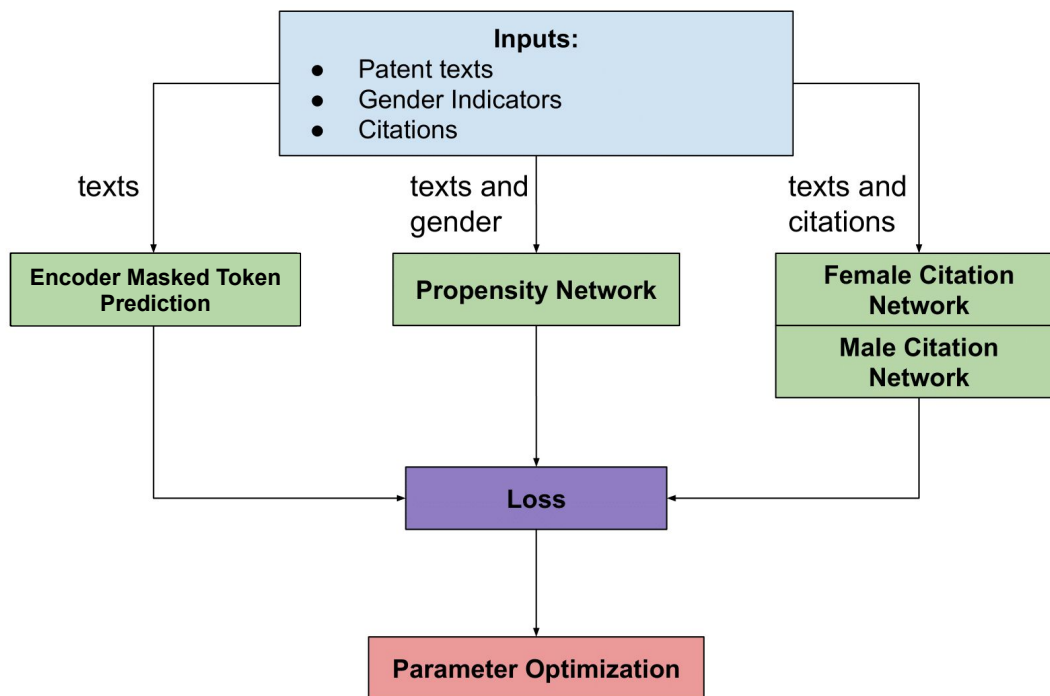 Inputs:
● Patent texts
● Gender Indicators
● Citations
texts
texts and
gender
texts and
citations
Encoder Masked Token
Prediction
Propensity Network
Female Citation
Network
Male Citation
Network
Loss
Parameter Optimization